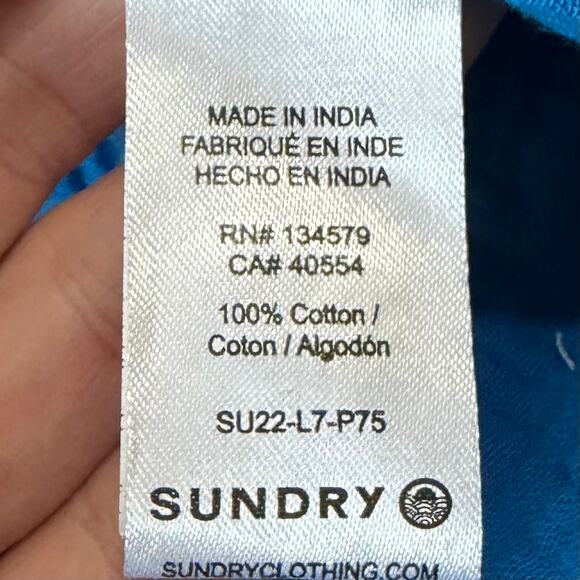 MADE IN INDIA
FABRIQUÉ EN INDE
HECHO EN INDIA
RN# 134579
CA# 40554
100% Cotton /
Coton / Algodón
SU22-L7-P75
SUNDRY
SUNDRYCLOTHING.COM